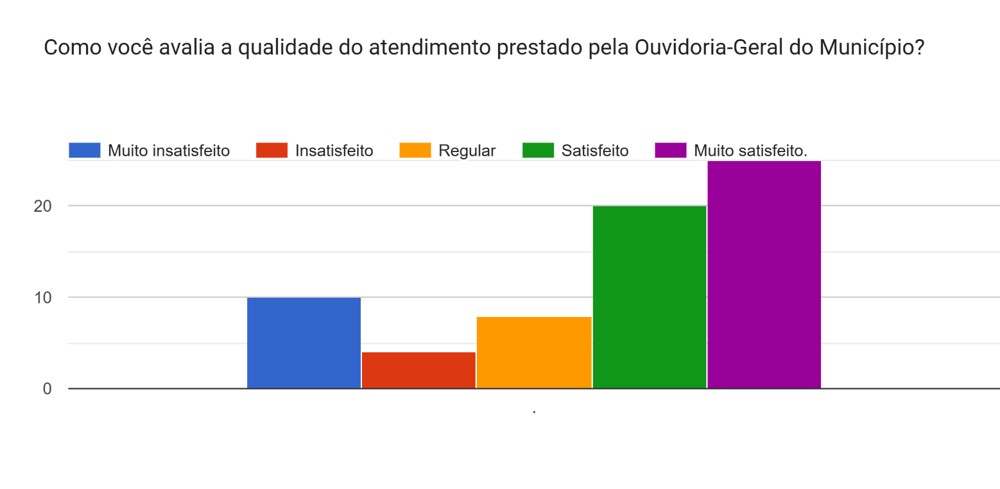 Como você avalia a qualidade do atendimento prestado pela Ouvidoria-Geral do Município?
Muito insatisfeito Insatisfeito Regular Satisfeito Muito satisfeito.
20
10
0
.